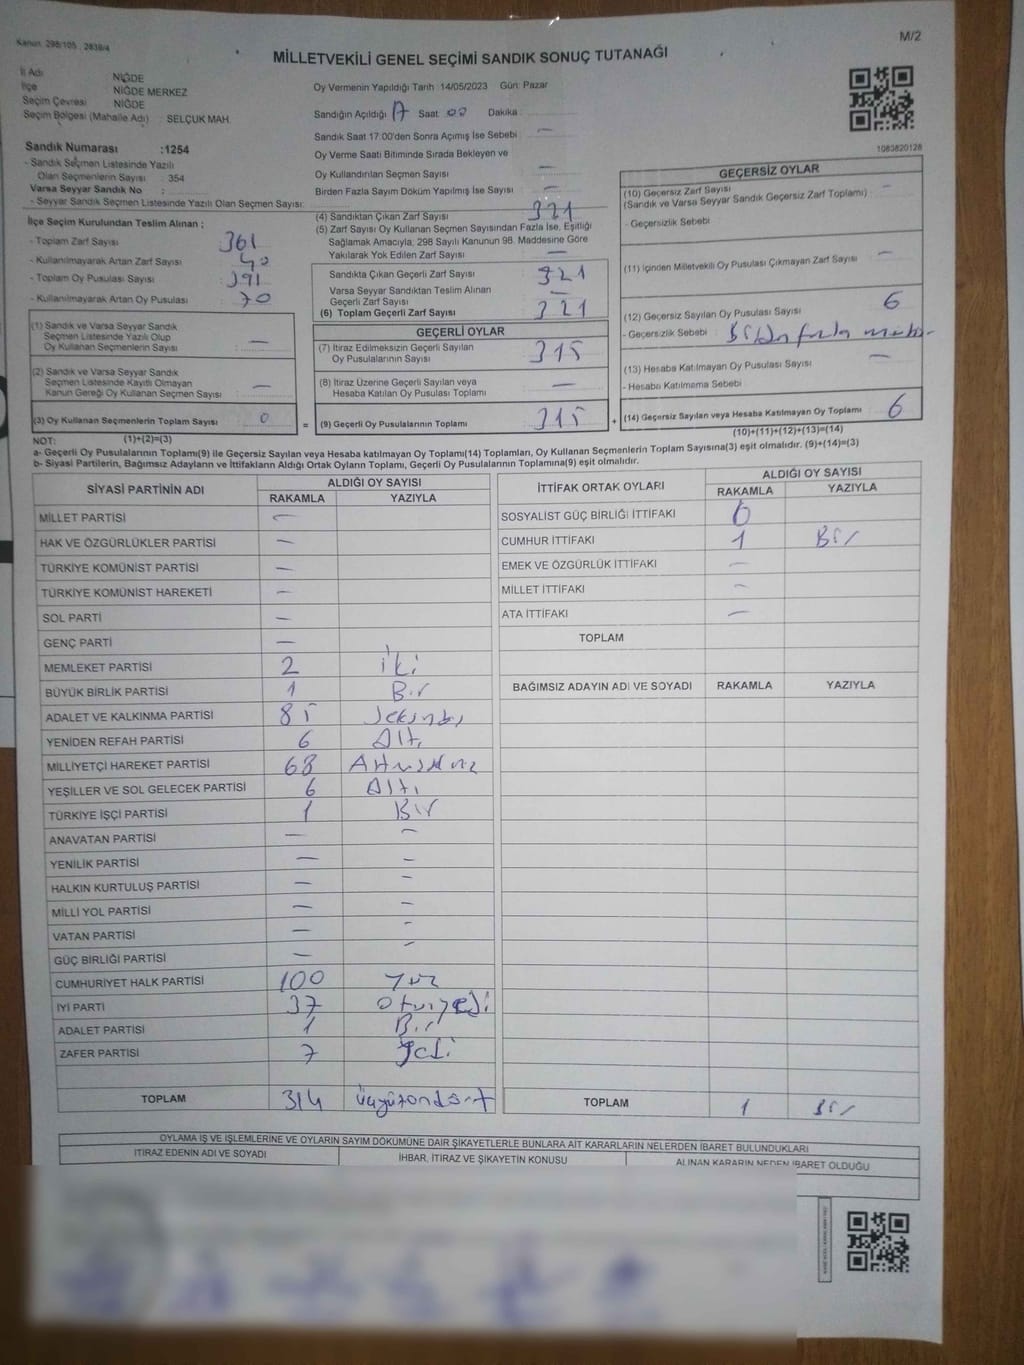 Kanun: 298/105, 2839/4
M/2
MİLLETVEKİLİ GENEL SEÇİMİ SANDIK SONUÇ TUTANAĞI
İl Adı NİĞDE
İlçe NİĞDE MERKEZ
Seçim Çevresi NİĞDE
Seçim Bölgesi (Mahalle Adı) : SELÇUK MAH.
Sandık Numarası :1254
- Sandık Seçmen Listesinde Yazılı
Olan Seçmenlerin Sayısı : 354
Varsa Seyyar Sandık No :
- Seyyar Sandık Seçmen Listesinde Yazılı Olan Seçmen Sayısı:
İlçe Seçim Kurulundan Teslim Alınan :
- Toplam Zarf Sayısı 361
- Kullanılmayarak Artan Zarf Sayısı : 40
- Toplam Oy Pusulası Sayısı : 391
- Kullanılmayarak Artan Oy Pusulası : 70
(1) Sandık ve Varsa Seyyar Sandık
Seçmen Listesinde Yazılı Olup
Oy Kullanan Seçmenlerin Sayısı : —
(2) Sandık ve Varsa Seyyar Sandık
Seçmen Listesinde Kayıtlı Olmayan
Kanun Gereği Oy Kullanan Seçmen Sayısı : —
(3) Oy Kullanan Seçmenlerin Toplam Sayısı : 0
(1)+(2)=(3)
Oy Vermenin Yapıldığı Tarih 14/05/2023 Gün: Pazar
Sandığın Açıldığı 17 Saat 00 Dakika
Sandık Saat 17.00'den Sonra Açımış İse Sebebi : —
Oy Verme Saati Bitiminde Sırada Bekleyen ve
Oy Kullandırılan Seçmen Sayısı : —
Birden Fazla Sayım Döküm Yapılmış İse Sayısı : —
(4) Sandıktan Çıkan Zarf Sayısı : 321
(5) Zarf Sayısı Oy Kullanan Seçmen Sayısından Fazla İse, Eşitliği
Sağlamak Amacıyla; 298 Sayılı Kanunun 98. Maddesine Göre
Yakılarak Yok Edilen Zarf Sayısı : —
Sandıkta Çıkan Geçerli Zarf Sayısı : 321
Varsa Seyyar Sandıktan Teslim Alınan
Geçerli Zarf Sayısı : —
(6) Toplam Geçerli Zarf Sayısı : 321
GEÇERLİ OYLAR
(7) İtiraz Edilmeksizin Geçerli Sayılan
Oy Pusulalarının Sayısı : 315
(8) İtiraz Üzerine Geçerli Sayılan veya
Hesaba Katılan Oy Pusulası Toplamı : —
= (9) Geçerli Oy Pusulalarının Toplamı : 315 +
1083820128
GEÇERSİZ OYLAR
(10) Geçersiz Zarf Sayısı : —
(Sandık ve Varsa Seyyar Sandık Geçersiz Zarf Toplamı)
- Geçersizlik Sebebi :
(11) İçinden Milletvekili Oy Pusulası Çıkmayan Zarf Sayısı : —
(12) Geçersiz Sayılan Oy Pusulası Sayısı : 6
- Geçersizlik Sebebi : Birden fazla
(13) Hesaba Katılmayan Oy Pusulası Sayısı : —
- Hesaba Katılmama Sebebi :
(14) Geçersiz Sayılan veya Hesaba Katılmayan Oy Toplamı : 6
(10)+(11)+(12)+(13)=(14)
NOT:
a- Geçerli Oy Pusulalarının Toplamı(9) ile Geçersiz Sayılan veya Hesaba katılmayan Oy Toplamı(14) Toplamları, Oy Kullanan Seçmenlerin Toplam Sayısına(3) eşit olmalıdır. (9)+(14)=(3)
b- Siyasi Partilerin, Bağımsız Adayların ve İttifakların Aldığı Ortak Oyların Toplamı, Geçerli Oy Pusulalarının Toplamına(9) eşit olmalıdır.
SİYASİ PARTİNİN ADI ALDIĞI OY SAYISI
RAKAMLA YAZIYLA
MİLLET PARTİSİ —
HAK VE ÖZGÜRLÜKLER PARTİSİ —
TÜRKİYE KOMÜNİST PARTİSİ —
TÜRKİYE KOMÜNİST HAREKETİ —
SOL PARTİ —
GENÇ PARTİ —
MEMLEKET PARTİSİ 2 iki
BÜYÜK BİRLİK PARTİSİ 1 Bir
ADALET VE KALKINMA PARTİSİ 85 Seksenbeş
YENİDEN REFAH PARTİSİ 6 Altı
MİLLİYETÇİ HAREKET PARTİSİ 68 Altmışsekiz
YEŞİLLER VE SOL GELECEK PARTİSİ 6 Altı
TÜRKİYE İŞÇİ PARTİSİ 1 Bir
ANAVATAN PARTİSİ — —
YENİLİK PARTİSİ — —
HALKIN KURTULUŞ PARTİSİ — —
MİLLİ YOL PARTİSİ — —
VATAN PARTİSİ — —
GÜÇ BİRLİĞİ PARTİSİ — —
CUMHURİYET HALK PARTİSİ 100 Yüz
İYİ PARTİ 37 otuzyedi
ADALET PARTİSİ 1 Bir
ZAFER PARTİSİ 7 Yedi
TOPLAM 314 üçyüzondört
İTTİFAK ORTAK OYLARI ALDIĞI OY SAYISI
RAKAMLA YAZIYLA
SOSYALİST GÜÇ BİRLİĞİ İTTİFAKI 0
CUMHUR İTTİFAKI 1 Bir
EMEK VE ÖZGÜRLÜK İTTİFAKI —
MİLLET İTTİFAKI —
ATA İTTİFAKI —
TOPLAM
BAĞIMSIZ ADAYIN ADI VE SOYADI RAKAMLA YAZIYLA
TOPLAM 1 Bir
OYLAMA İŞ VE İŞLEMLERİNE VE OYLARIN SAYIM DÖKÜMÜNE DAİR ŞİKAYETLERLE BUNLARA AİT KARARLARIN NELERDEN İBARET BULUNDUKLARI
İTİRAZ EDENİN ADI VE SOYADI İHBAR, İTİRAZ VE ŞİKAYETİN KONUSU ALINAN KARARIN NEDEN İBARET OLDUĞU